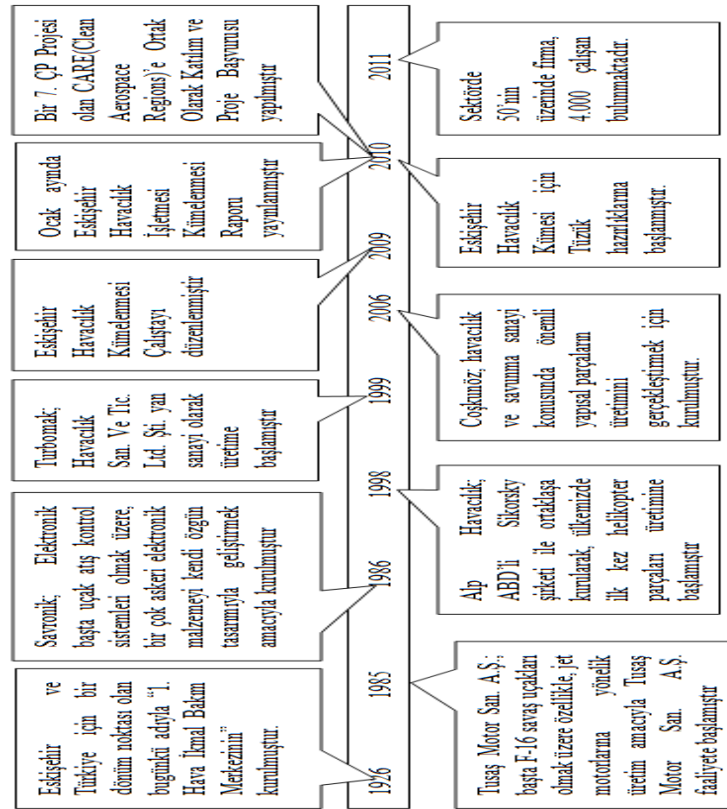 Eskişehir ve
Türkiye için bir
dönüm noktası olan
bugünkü adıyla “1.
Hava İkmal Bakım
Merkezinin”
kurulmuştur.
Savronik; Elektronik
başta uçak atış kontrol
sistemleri olmak üzere,
bir çok askeri elektronik
malzemeyi kendi özgün
tasarımıyla geliştirmek
amacıyla kurulmuştur
Turbomak;
Havacılık
San. Ve Tic.
Ltd. Şti. yan
sanayi olarak
üretime
başlamıştır
Eskişehir
Havacılık
Kümelenmesi
Çalıştayı
düzenlenmiştir
Ocak ayında
Eskişehir
Havacılık
İşletmesi
Kümelenmesi
Raporu
yayınlanmıştır
Bir 7. ÇP Projesi
olan CARE(Clean
Aerospace
Regions)’e Ortak
Olarak Katılım ve
Proje Başvurusu
yapılmıştır
1926 1985 1986 1998 1999 2006 2009 2010 2011
Tusaş Motor San. A.Ş.;
başta F-16 savaş uçakları
olmak üzere özellikle, jet
motorlarına yönelik
üretim amacıyla Tusaş
Motor San. A.Ş.
faaliyete başlamıştır
Alp Havacılık;
ABD’li Sikorsky
şirketi ile ortaklaşa
kurularak, ülkemizde
ilk kez helikopter
parçaları üretimine
başlamıştır
Coşkunöz; havacılık
ve savunma sanayi
konusunda önemli
yapısal parçaların
üretimini
gerçekleştirmek için
kurulmuştur.
Eskişehir
Havacılık
Kümesi için
Tüzük
hazırlıklarına
başlanmıştır.
Sektörde
50’nin
üzerinde firma,
4.000 çalışan
bulunmaktadır.